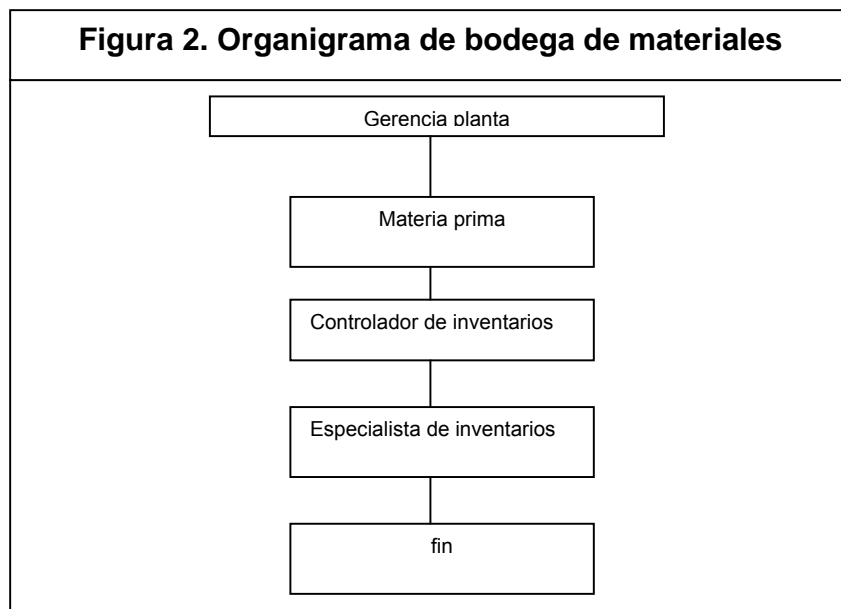 Figura 2. Organigrama de bodega de materiales
Gerencia planta
Materia prima
Controlador de inventarios
Especialista de inventarios
fin